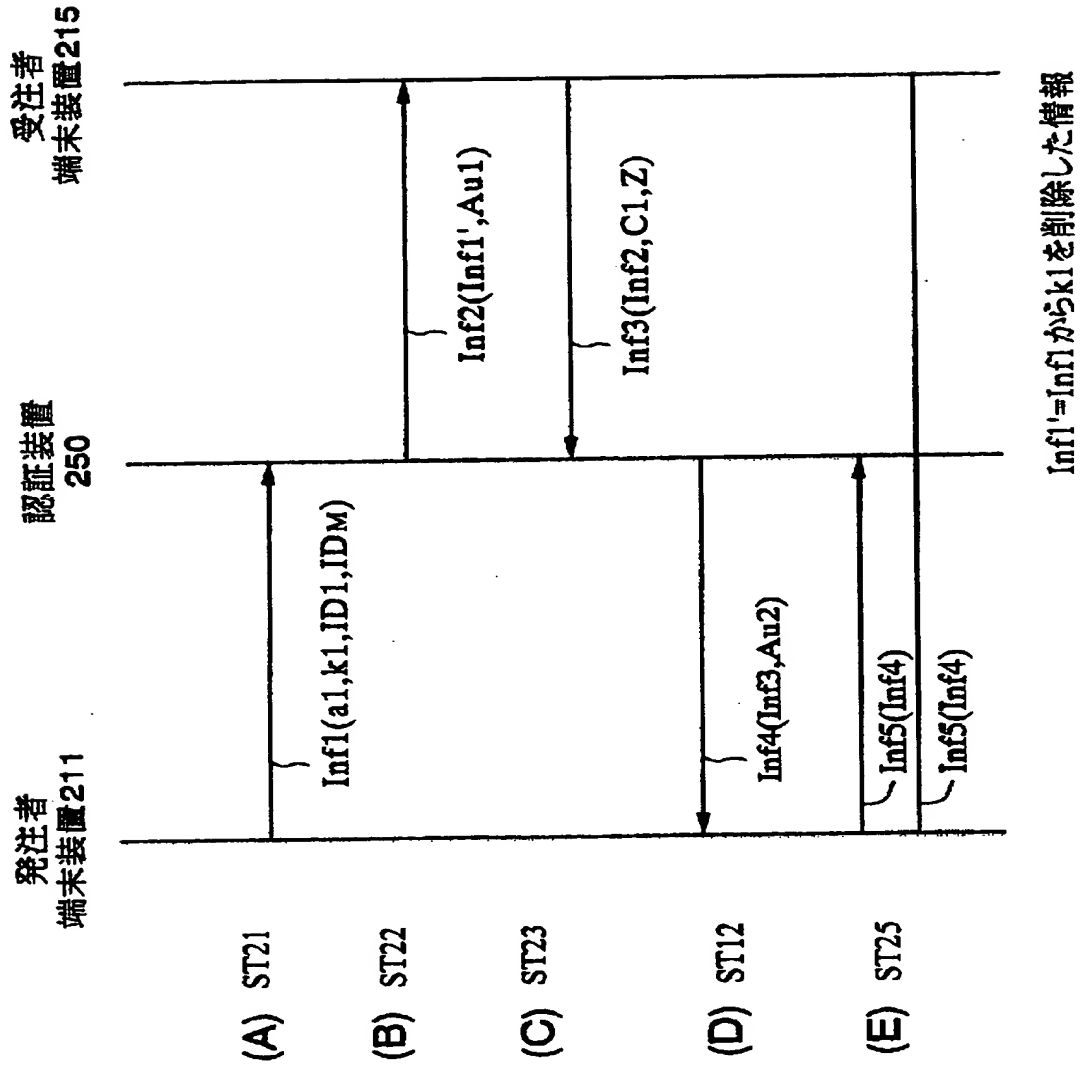 発注者
端末装置211
認証装置
250
受注者
端末装置215
(A) ST21
Inf1(a1,k1,ID1,IDM)
(B) ST22
Inf2(Inf1',Au1)
(C) ST23
Inf3(Inf2,C1,Z)
(D) ST12
Inf4(Inf3,Au2)
(E) ST25
Inf5(Inf4)
Inf5(Inf4)
Inf1'=Inf1からk1を削除した情報